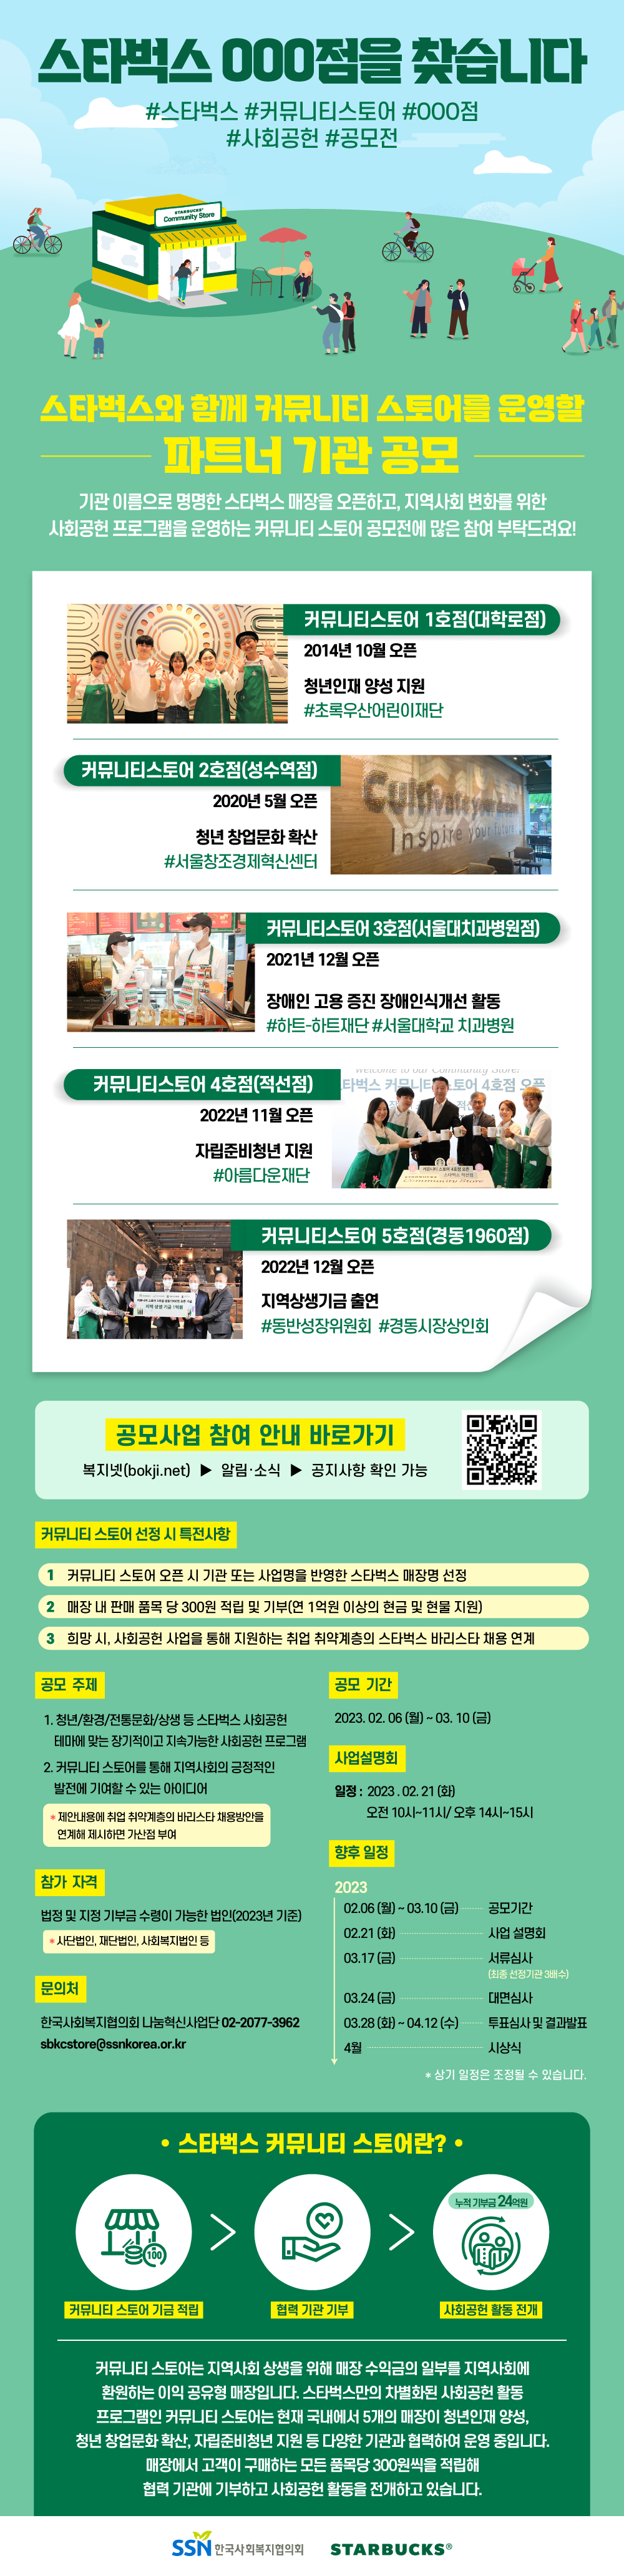 스타벅스 000점을 찾습니다
#스타벅스 #커뮤니티스토어 #000점
#사회공헌 #공모전
STARBUCKS®
Community Store
스타벅스와 함께 커뮤니티 스토어를 운영할
파트너 기관 공모
기관 이름으로 명명한 스타벅스 매장을 오픈하고, 지역사회 변화를 위한
사회공헌 프로그램을 운영하는 커뮤니티 스토어 공모전에 많은 참여 부탁드려요!
커뮤니티스토어 1호점(대학로점)
2014년 10월 오픈
청년인재 양성 지원
#초록우산어린이재단
커뮤니티스토어 2호점(성수역점)
2020년 5월 오픈
청년 창업문화 확산
#서울창조경제혁신센터
Community
Inspire your future
커뮤니티스토어 3호점(서울대치과병원점)
2021년 12월 오픈
장애인 고용 증진 장애인식개선 활동
#하트-하트재단 #서울대학교 치과병원
커뮤니티스토어 4호점(적선점)
2022년 11월 오픈
자립준비청년 지원
#아름다운재단
Welcome to our Community Store!
타벅스 커뮤니티 스토어 4호점 오픈
커뮤니티스토어 5호점(경동1960점)
2022년 12월 오픈
지역상생기금 출연
#동반성장위원회 #경동시장상인회
공모사업 참여 안내 바로가기
복지넷(bokji.net) ▶ 알림·소식 ▶ 공지사항 확인 가능
커뮤니티 스토어 선정 시 특전사항
1 커뮤니티 스토어 오픈 시 기관 또는 사업명을 반영한 스타벅스 매장명 선정
2 매장 내 판매 품목 당 300원 적립 및 기부(연 1억원 이상의 현금 및 현물 지원)
3 희망 시, 사회공헌 사업을 통해 지원하는 취업 취약계층의 스타벅스 바리스타 채용 연계
공모 주제
1. 청년/환경/전통문화/상생 등 스타벅스 사회공헌
테마에 맞는 장기적이고 지속가능한 사회공헌 프로그램
2. 커뮤니티 스토어를 통해 지역사회의 긍정적인
발전에 기여할 수 있는 아이디어
* 제안내용에 취업 취약계층의 바리스타 채용방안을
연계해 제시하면 가산점 부여
참가 자격
법정 및 지정 기부금 수령이 가능한 법인(2023년 기준)
* 사단법인, 재단법인, 사회복지법인 등
문의처
한국사회복지협의회 나눔혁신사업단 02-2077-3962
sbkcstore@ssnkorea.or.kr
공모 기간
2023. 02. 06 (월) ~ 03. 10 (금)
사업설명회
일정 : 2023 . 02. 21 (화)
오전 10시~11시/ 오후 14시~15시
향후 일정
2023
02.06 (월) ~ 03.10 (금) 공모기간
02.21 (화) 사업 설명회
03.17 (금) 서류심사
(최종 선정기관 3배수)
03.24 (금) 대면심사
03.28 (화) ~ 04.12 (수) 투표심사 및 결과발표
4월 시상식
* 상기 일정은 조정될 수 있습니다.
• 스타벅스 커뮤니티 스토어란? •
100
누적 기부금 24억원
커뮤니티 스토어 기금 적립
협력 기관 기부
사회공헌 활동 전개
커뮤니티 스토어는 지역사회 상생을 위해 매장 수익금의 일부를 지역사회에
환원하는 이익 공유형 매장입니다. 스타벅스만의 차별화된 사회공헌 활동
프로그램인 커뮤니티 스토어는 현재 국내에서 5개의 매장이 청년인재 양성,
청년 창업문화 확산, 자립준비청년 지원 등 다양한 기관과 협력하여 운영 중입니다.
매장에서 고객이 구매하는 모든 품목당 300원씩을 적립해
협력 기관에 기부하고 사회공헌 활동을 전개하고 있습니다.
SSN 한국사회복지협의회 STARBUCKS®